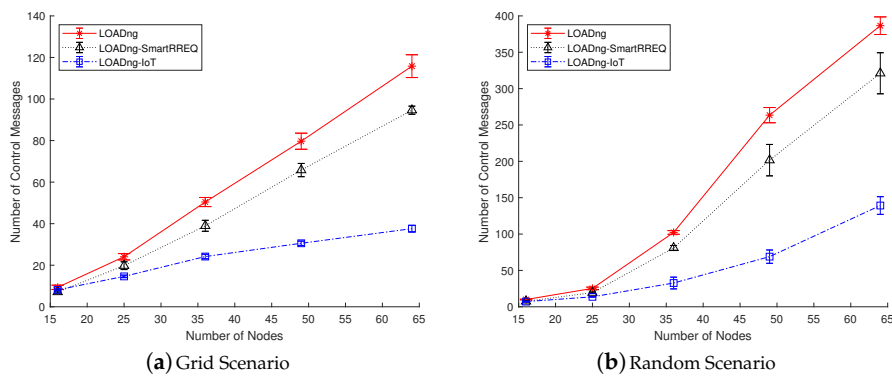 140
120
100
80
60
40
20
0
Number of Control Messages
LOADng
LOADng-SmartRREQ
LOADng-IoT
15 20 25 30 35 40 45 50 55 60 65
Number of Nodes
(a) Grid Scenario
400
350
300
250
200
150
100
50
0
Number of Control Messages
LOADng
LOADng-SmartRREQ
LOADng-IoT
15 20 25 30 35 40 45 50 55 60 65
Number of Nodes
(b) Random Scenario